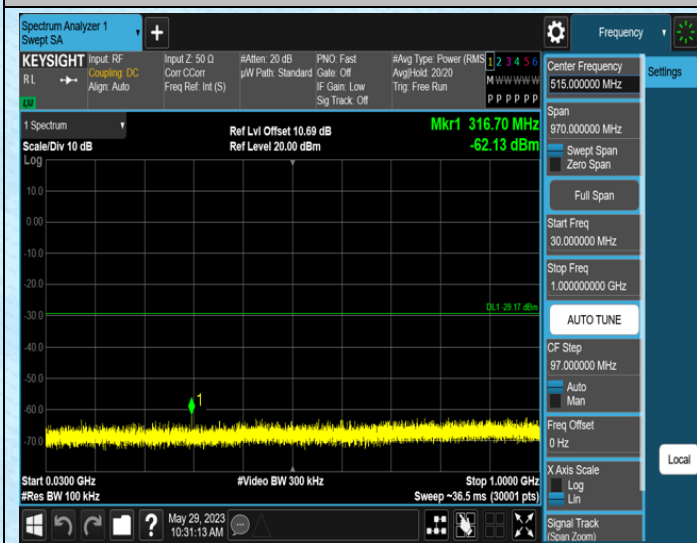 Spectrum Analyzer 1
Swept SA
Frequency
KEYSIGHT
Input: RF
Coupling: DC
Align: Auto
Input Z: 50 Ω
Corr CCorr
Freq Ref: Int (S)
#Atten: 20 dB
µW Path: Standard
PNO: Fast
Gate: Off
IF Gain: Low
Sig Track: Off
#Avg Type: Power (RMS
Avg|Hold: 20/20
Trig: Free Run
1 2 3 4 5 6
M W W W W W
P P P P P P
RL
LU
1 Spectrum
Scale/Div 10 dB
Ref Lvl Offset 10.69 dB
Ref Level 20.00 dBm
Mkr1 316.70 MHz
-62.13 dBm
Log
10.0
0.00
-10.0
-20.0
-30.0
-40.0
-50.0
-60.0
-70.0
DL1 -29.17 dBm
1
Start 0.0300 GHz
#Res BW 100 kHz
#Video BW 300 kHz
Stop 1.0000 GHz
Sweep ~36.5 ms (30001 pts)
May 29, 2023
10:31:13 AM
Center Frequency
515.000000 MHz
Span
970.000000 MHz
Swept Span
Zero Span
Full Span
Start Freq
30.000000 MHz
Stop Freq
1.000000000 GHz
AUTO TUNE
CF Step
97.000000 MHz
Auto
Man
Freq Offset
0 Hz
X Axis Scale
Log
Lin
Signal Track
(Span Zoom)
Settings
Local